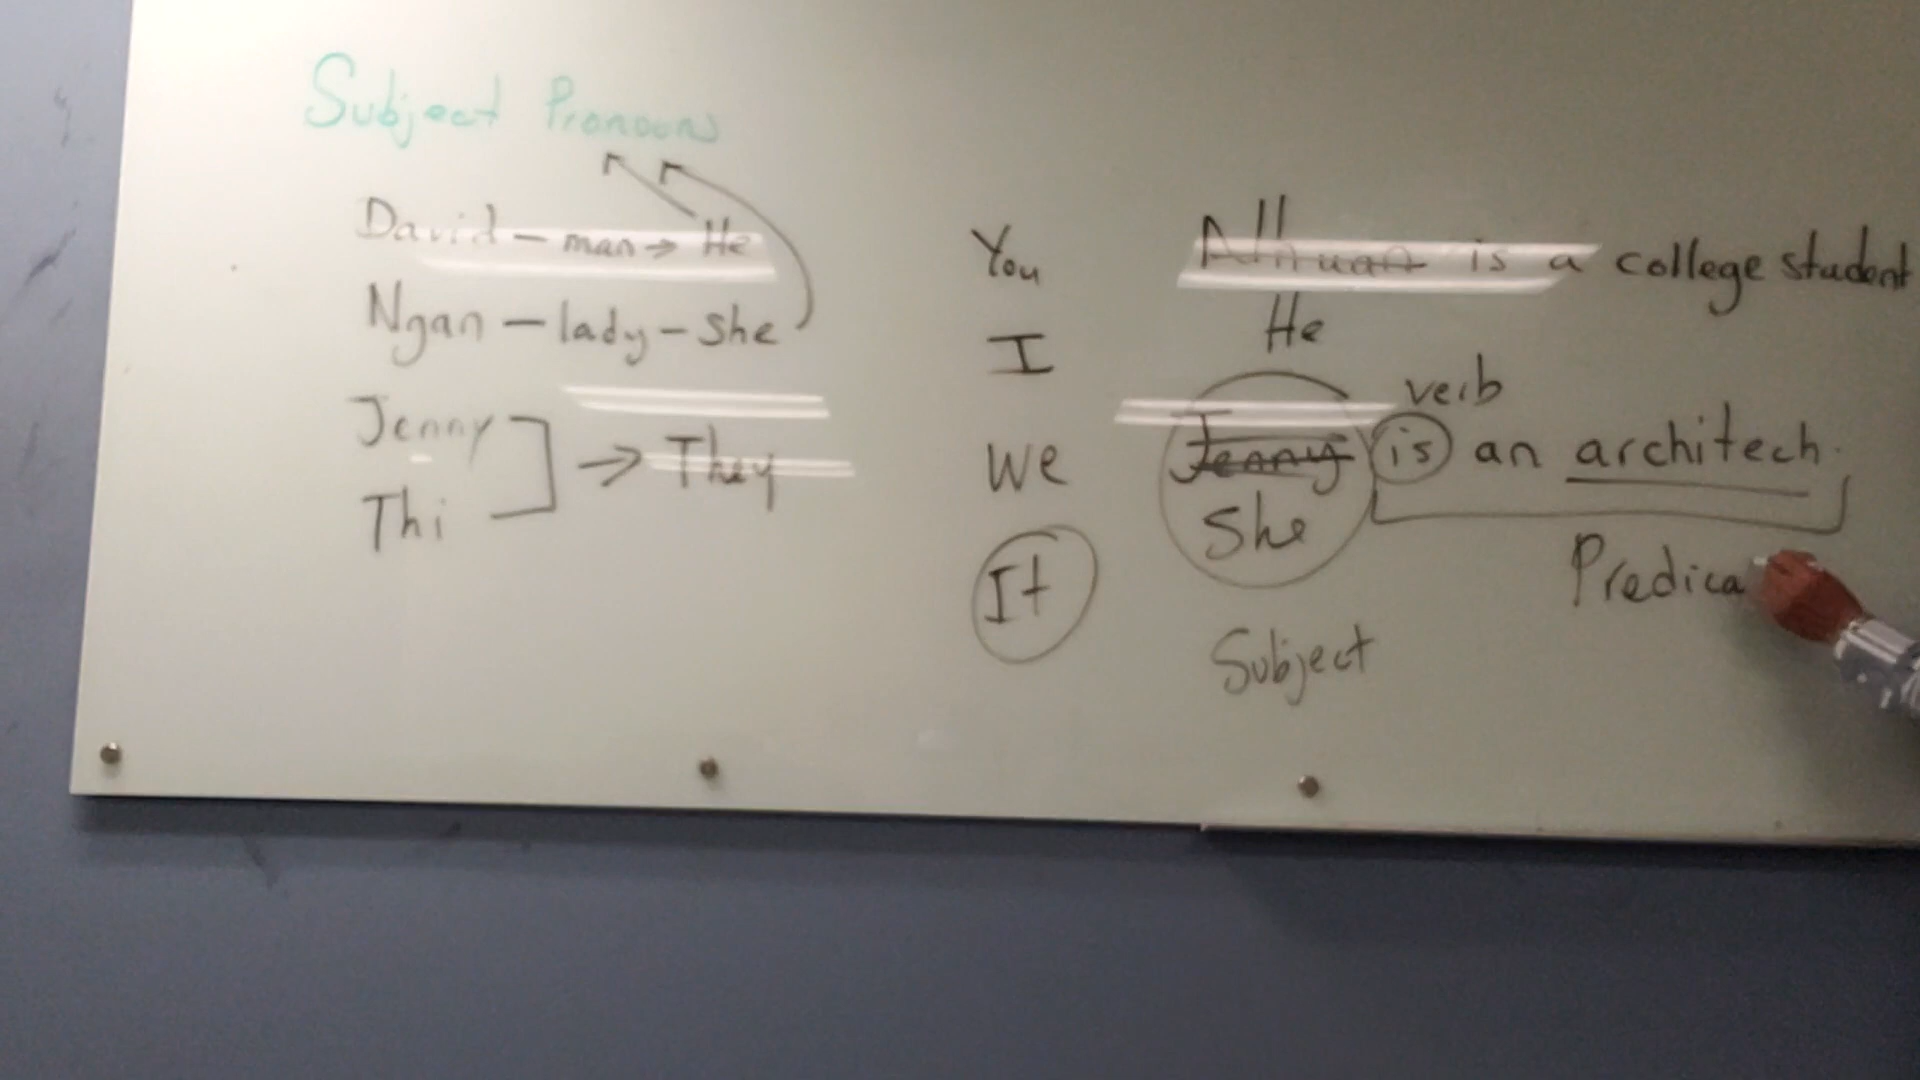 Subject Pronouns
David - man → He
Ngan - lady - she
Jenny
Thi
→ They
You
I
We
It
is a college student
He
verb
Jenny is an architech.
She
Predica
Subject